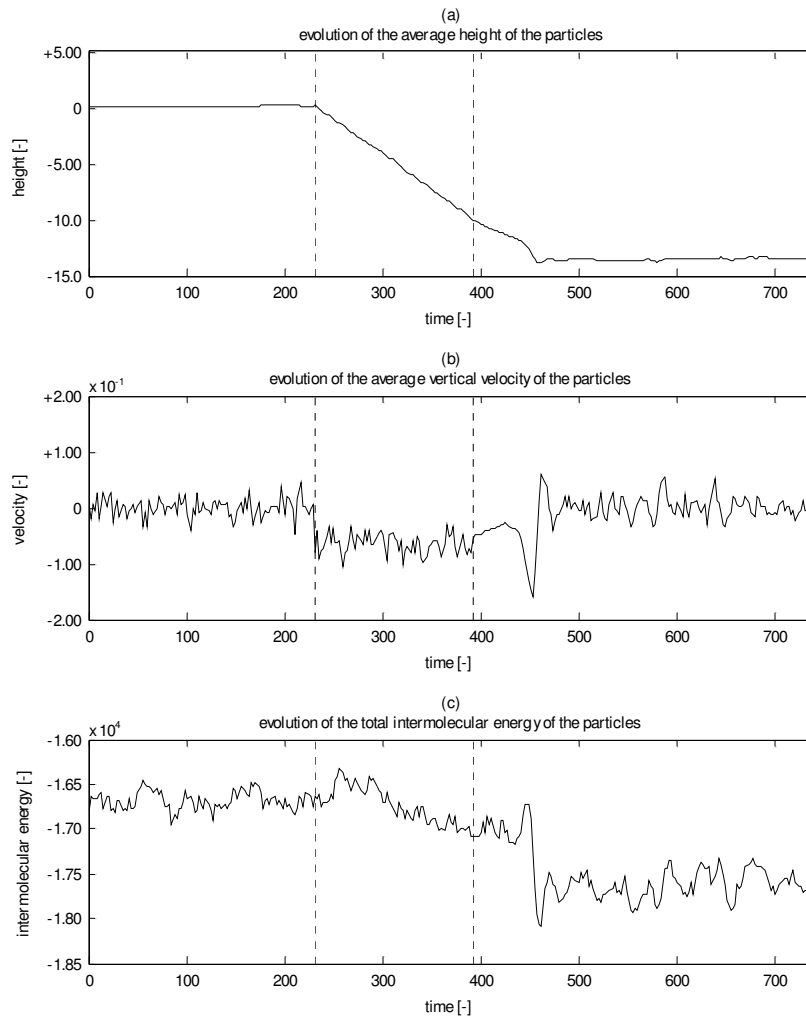 (a)
evolution of the average height of the particles
+5.00
0
-5.00
-10.0
-15.0
height [-]
0 100 200 300 400 500 600 700
time [-]
(b)
evolution of the average vertical velocity of the particles
x 10⁻¹
+2.00
+1.00
0
-1.00
-2.00
velocity [-]
0 100 200 300 400 500 600 700
time [-]
(c)
evolution of the total intermolecular energy of the particles
x 10⁴
-1.60
-1.65
-1.70
-1.75
-1.80
-1.85
intermolecular energy [-]
0 100 200 300 400 500 600 700
time [-]